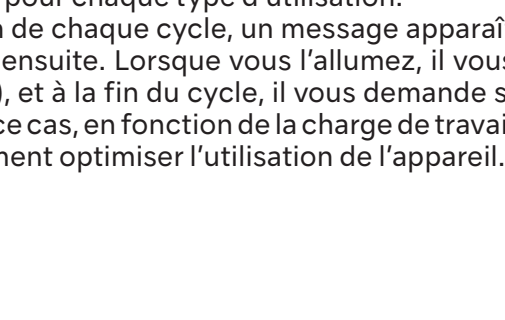 pour chaque type d'utilisation.
de chaque cycle, un message apparaî
ensuite. Lorsque vous l'allumez, il vous
), et à la fin du cycle, il vous demande s
ce cas, en fonction de la charge de travai
ment optimiser l'utilisation de l'appareil.